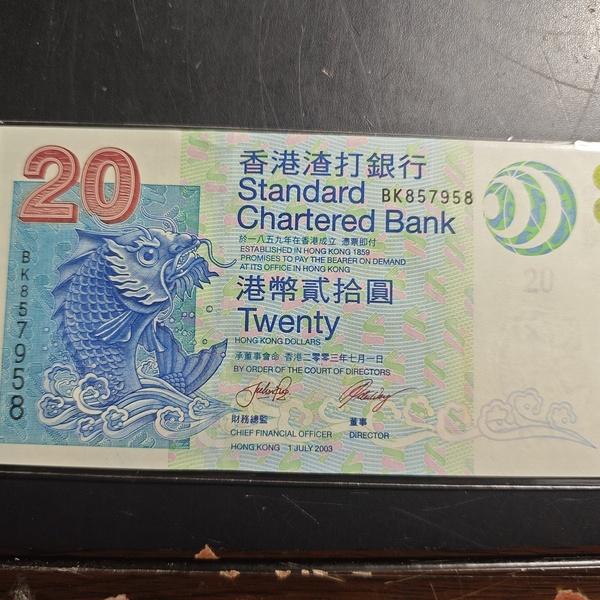 20
香港渣打銀行
Standard
Chartered Bank
BK857958
於一八五九年在香港成立 憑票即付
ESTABLISHED IN HONG KONG 1859
PROMISES TO PAY THE BEARER ON DEMAND
AT ITS OFFICE IN HONG KONG
港幣貳拾圓
Twenty
HONG KONG DOLLARS
承董事會命 香港二零零三年七月一日
BY ORDER OF THE COURT OF DIRECTORS
財務總監
CHIEF FINANCIAL OFFICER
董事
DIRECTOR
HONG KONG 1 JULY 2003
BK857958
20